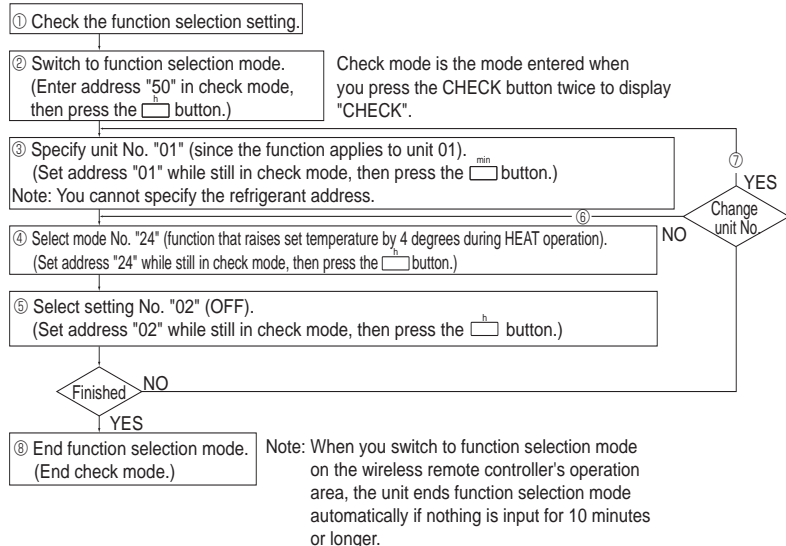 ① Check the function selection setting.
② Switch to function selection mode.
(Enter address "50" in check mode,
then press the h button.)
Check mode is the mode entered when
you press the CHECK button twice to display
"CHECK".
③ Specify unit No. "01" (since the function applies to unit 01).
(Set address "01" while still in check mode, then press the min button.)
Note: You cannot specify the refrigerant address.
⑦
YES
Change
unit No.
⑥
NO
④ Select mode No. "24" (function that raises set temperature by 4 degrees during HEAT operation).
(Set address "24" while still in check mode, then press the h button.)
⑤ Select setting No. "02" (OFF).
(Set address "02" while still in check mode, then press the h button.)
Finished
NO
YES
⑧ End function selection mode.
(End check mode.)
Note: When you switch to function selection mode
on the wireless remote controller's operation
area, the unit ends function selection mode
automatically if nothing is input for 10 minutes
or longer.